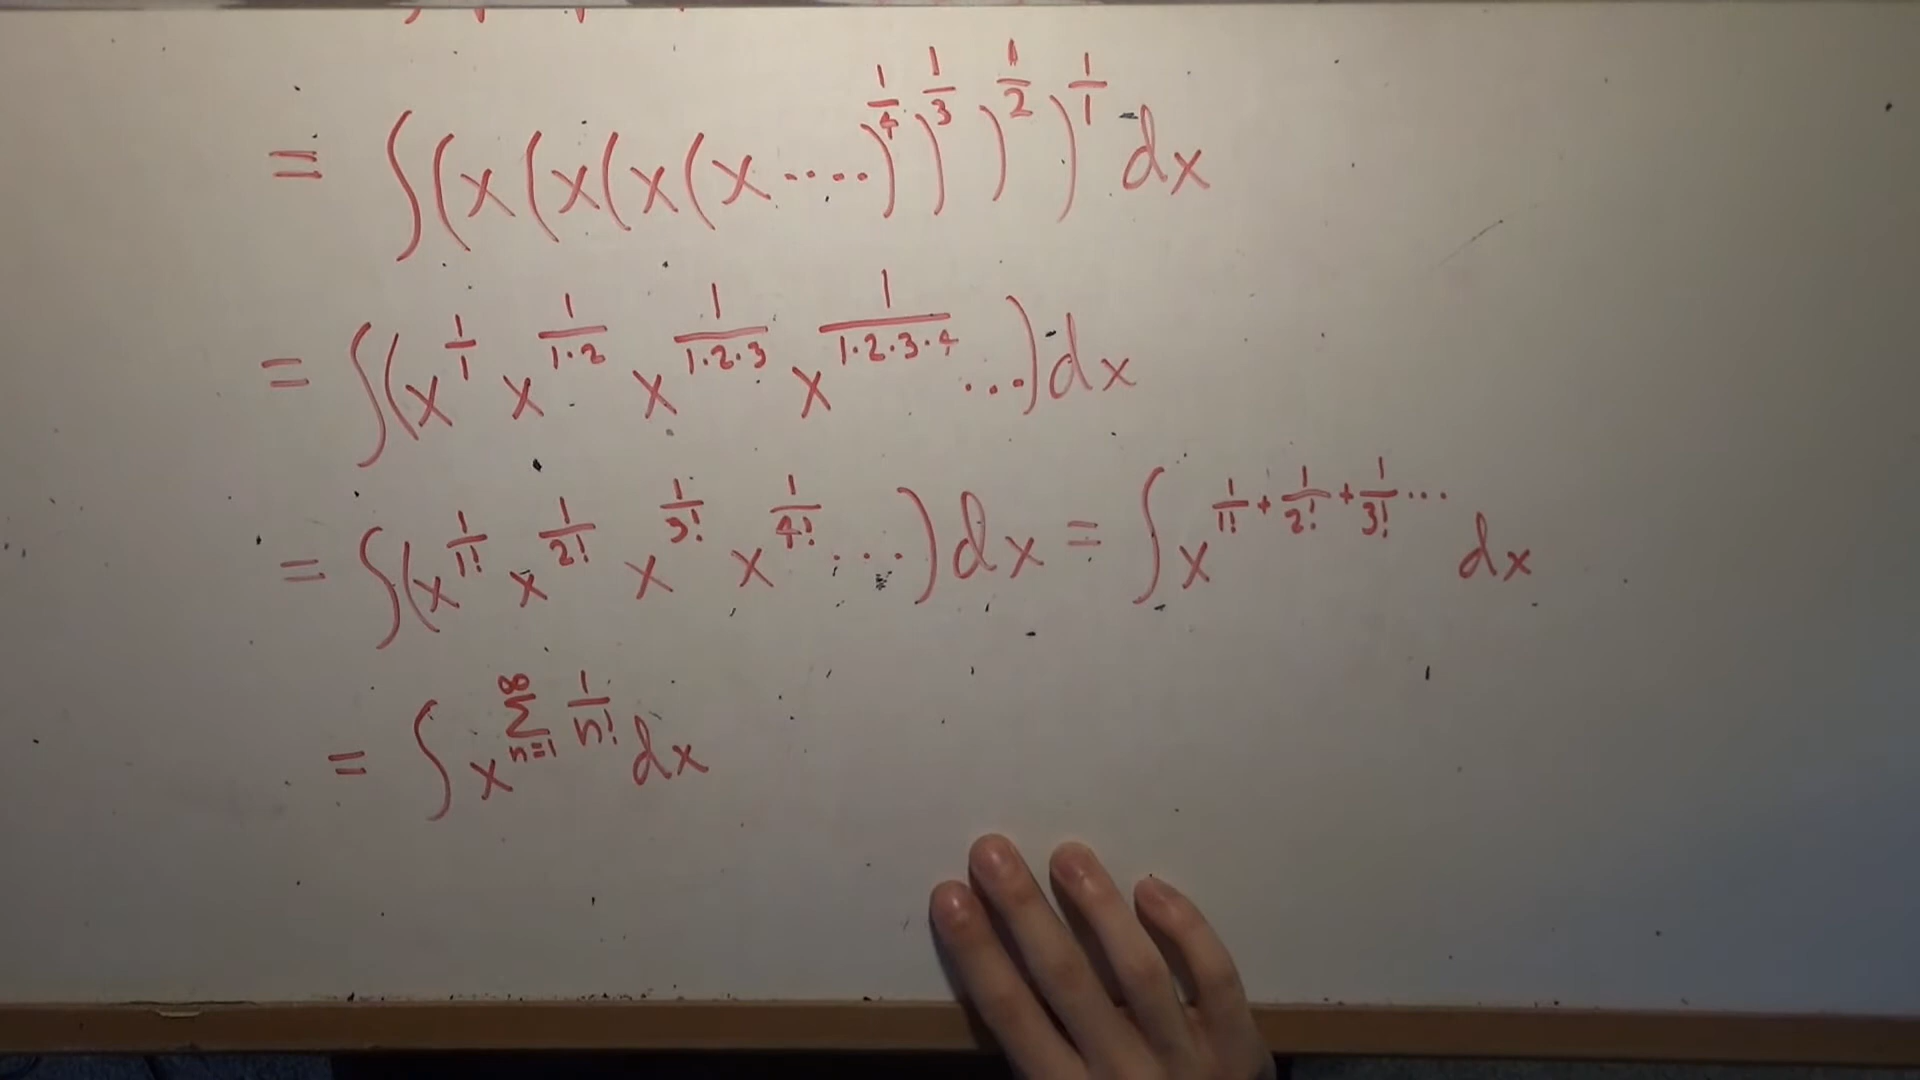 = ∫(x(x(x(x....)^{1/4})^{1/3})^{1/2})^{1/1} dx
= ∫(x^{1/1} x^{1/(1·2)} x^{1/(1·2·3)} x^{1/(1·2·3·4)} ...)dx
= ∫(x^{1/1!} x^{1/2!} x^{1/3!} x^{1/4!} ...)dx = ∫x^{1/1! + 1/2! + 1/3! ...} dx
= ∫x^{∑_{n=1}^{∞} 1/n!} dx